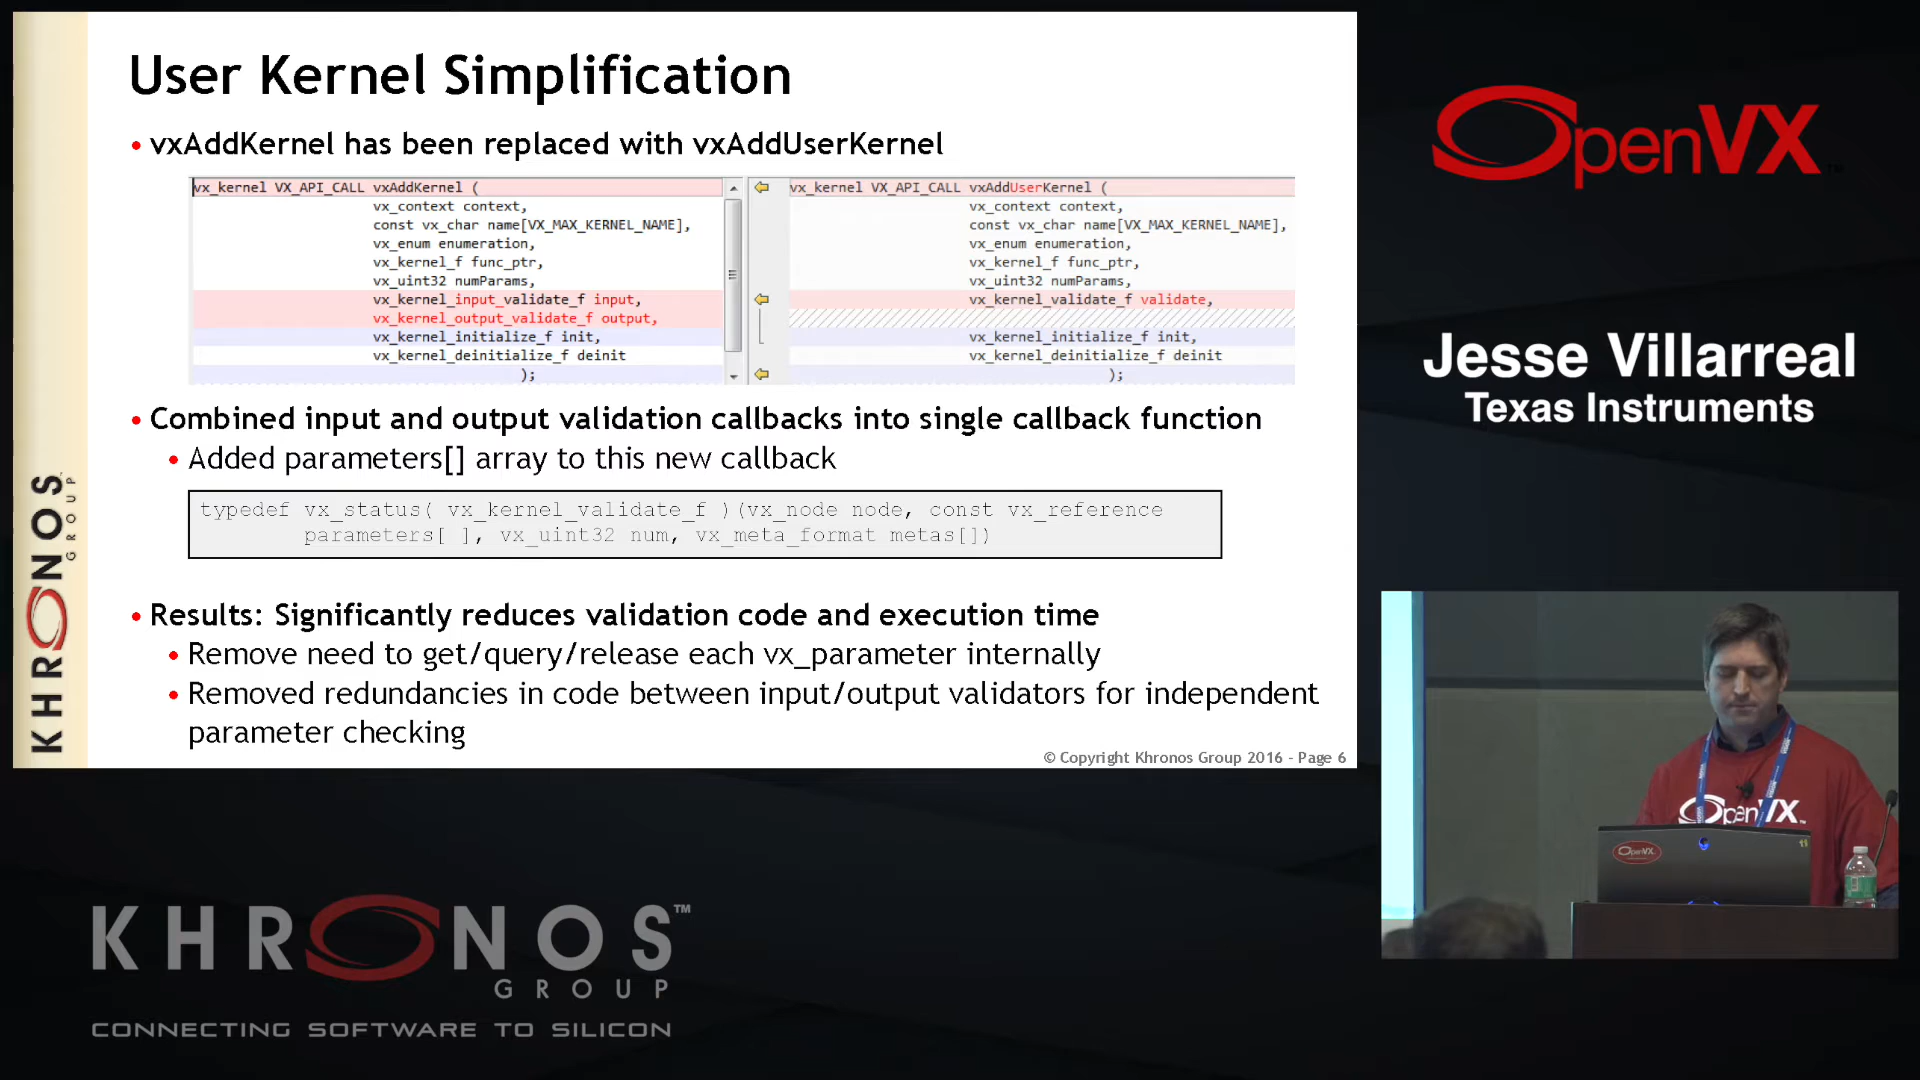 User Kernel Simplification
• vxAddKernel has been replaced with vxAddUserKernel
vx_kernel VX_API_CALL vxAddKernel (
vx_context context,
const vx_char name[VX_MAX_KERNEL_NAME],
vx_enum enumeration,
vx_kernel_f func_ptr,
vx_uint32 numParams,
vx_kernel_input_validate_f input,
vx_kernel_output_validate_f output,
vx_kernel_initialize_f init,
vx_kernel_deinitialize_f deinit
);
vx_kernel VX_API_CALL vxAddUserKernel (
vx_context context,
const vx_char name[VX_MAX_KERNEL_NAME],
vx_enum enumeration,
vx_kernel_f func_ptr,
vx_uint32 numParams,
vx_kernel_validate_f validate,
vx_kernel_initialize_f init,
vx_kernel_deinitialize_f deinit
);
• Combined input and output validation callbacks into single callback function
• Added parameters[] array to this new callback
typedef vx_status( vx_kernel_validate_f )(vx_node node, const vx_reference
parameters[ ], vx_uint32 num, vx_meta_format metas[])
• Results: Significantly reduces validation code and execution time
• Remove need to get/query/release each vx_parameter internally
• Removed redundancies in code between input/output validators for independent
parameter checking
© Copyright Khronos Group 2016 - Page 6
KHRONOS
GROUP
OpenVX™
Jesse Villarreal
Texas Instruments
OpenVX™
OpenVX
KHRONOS™
GROUP
CONNECTING SOFTWARE TO SILICON